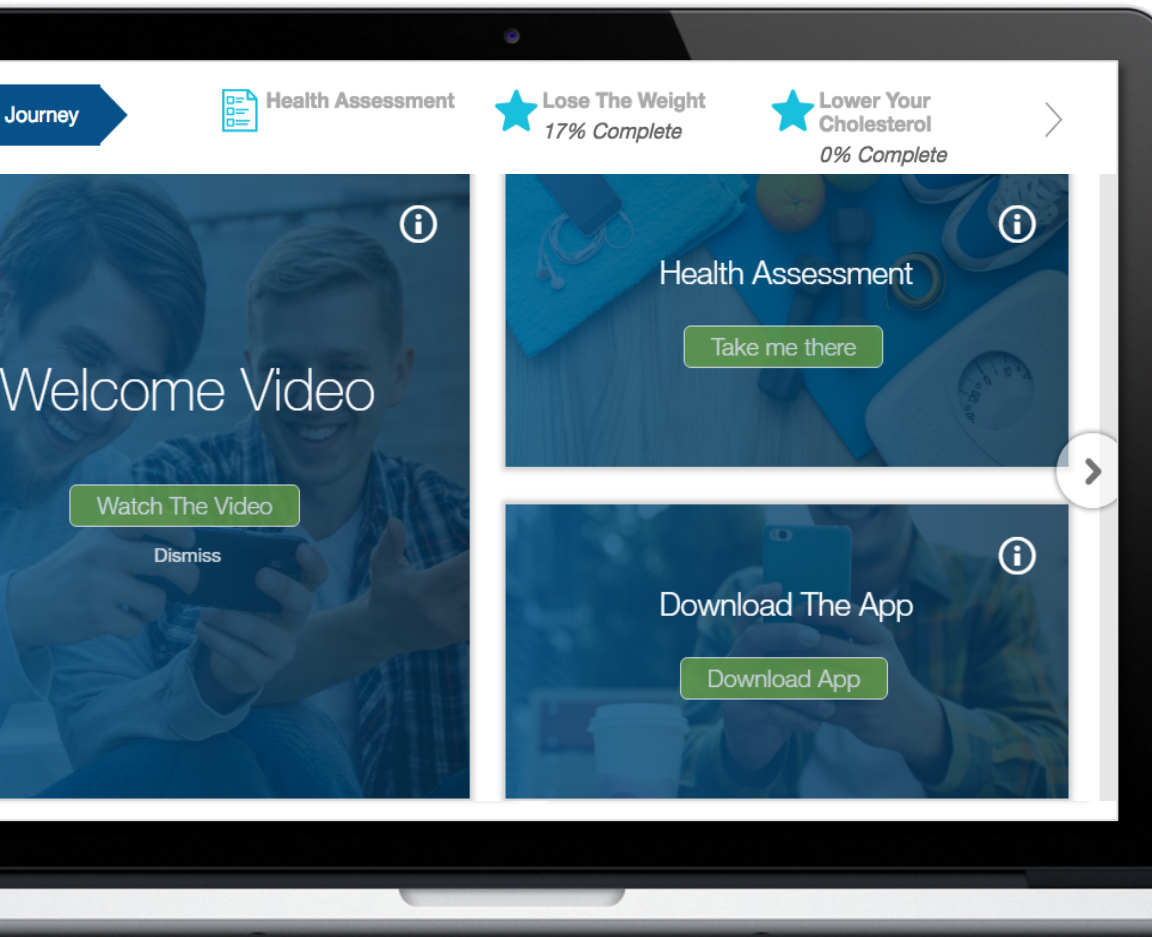 Journey
Health Assessment
Lose The Weight
17% Complete
Lower Your
Cholesterol
0% Complete
Welcome Video
Watch The Video
Dismiss
Health Assessment
Take me there
Download The App
Download App